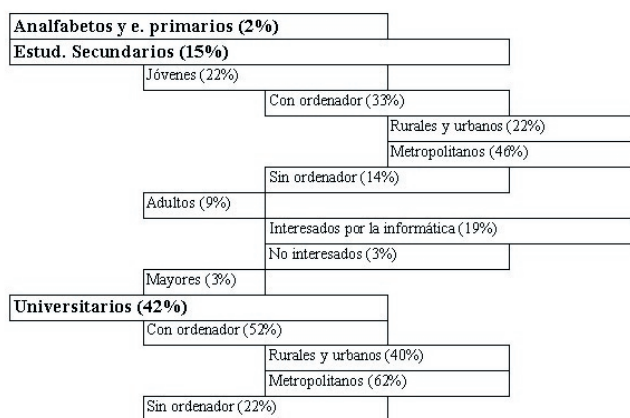 Analfabetos y e. primarios (2%)
Estud. Secundarios (15%)
Jóvenes (22%)
Con ordenador (33%)
Rurales y urbanos (22%)
Metropolitanos (46%)
Sin ordenador (14%)
Adultos (9%)
Interesados por la informática (19%)
No interesados (3%)
Mayores (3%)
Universitarios (42%)
Con ordenador (52%)
Rurales y urbanos (40%)
Metropolitanos (62%)
Sin ordenador (22%)